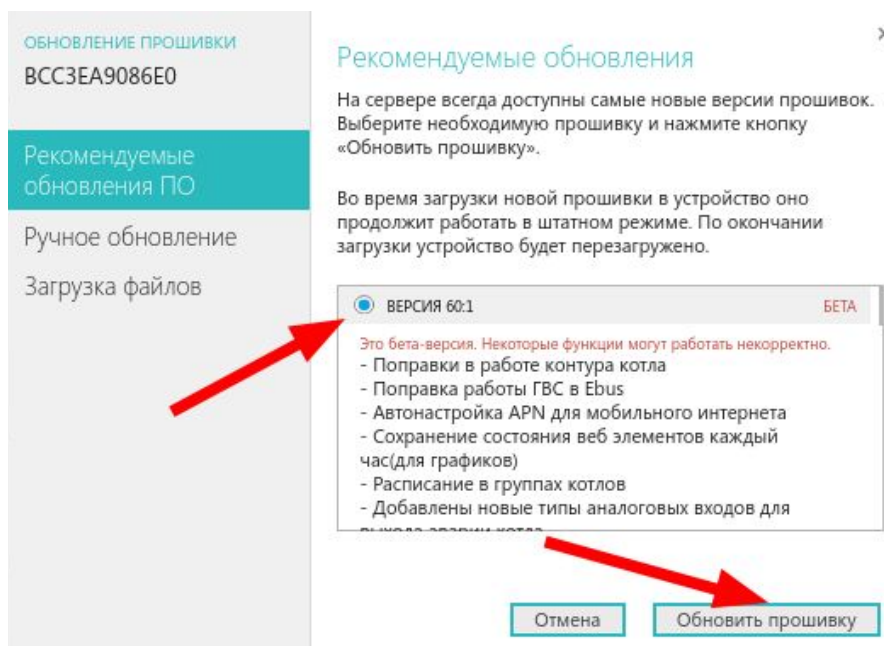 ОБНОВЛЕНИЕ ПРОШИВКИ
BCC3EA9086E0
Рекомендуемые
обновления ПО
Ручное обновление
Загрузка файлов
Рекомендуемые обновления
На сервере всегда доступны самые новые версии прошивок.
Выберите необходимую прошивку и нажмите кнопку
«Обновить прошивку».
Во время загрузки новой прошивки в устройство оно
продолжит работать в штатном режиме. По окончании
загрузки устройство будет перезагружено.
ВЕРСИЯ 60:1 БЕТА
Это бета-версия. Некоторые функции могут работать некорректно.
- Поправки в работе контура котла
- Поправка работы ГВС в Ebus
- Автонастройка APN для мобильного интернета
- Сохранение состояния веб элементов каждый
час(для графиков)
- Расписание в группах котлов
- Добавлены новые типы аналоговых входов для
выхода аварии котла
Отмена Обновить прошивку